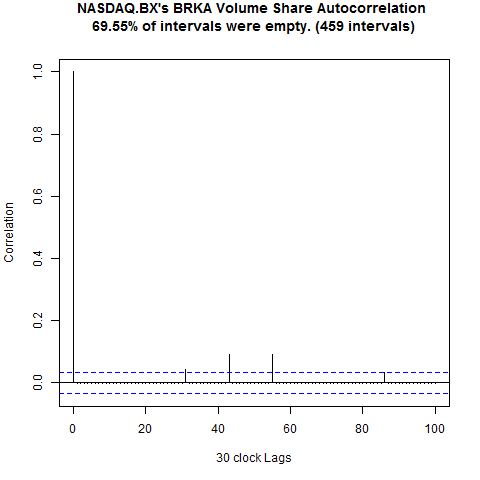 NASDAQ.BX's BRKA Volume Share Autocorrelation
69.55% of intervals were empty. (459 intervals)
1.0
0.8
0.6
0.4
0.2
0.0
Correlation
0 20 40 60 80 100
30 clock Lags